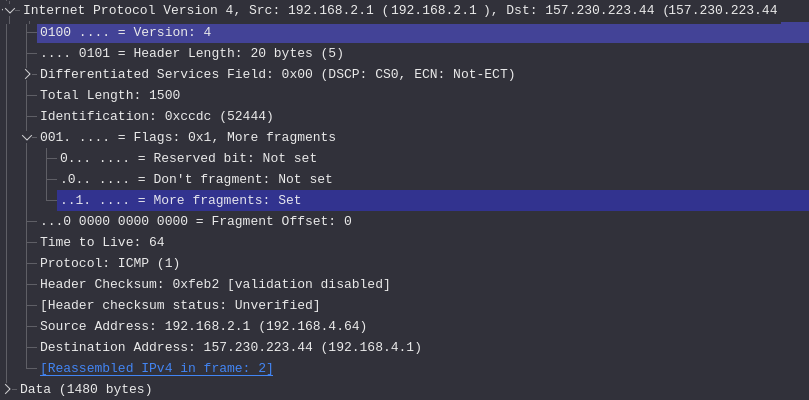 Internet Protocol Version 4, Src: 192.168.2.1 (192.168.2.1 ), Dst: 157.230.223.44 (157.230.223.44
0100 .... = Version: 4
.... 0101 = Header Length: 20 bytes (5)
Differentiated Services Field: 0x00 (DSCP: CS0, ECN: Not-ECT)
Total Length: 1500
Identification: 0xccdc (52444)
001. .... = Flags: 0x1, More fragments
0... .... = Reserved bit: Not set
.0.. .... = Don't fragment: Not set
..1. .... = More fragments: Set
...0 0000 0000 0000 = Fragment Offset: 0
Time to Live: 64
Protocol: ICMP (1)
Header Checksum: 0xfeb2 [validation disabled]
[Header checksum status: Unverified]
Source Address: 192.168.2.1 (192.168.4.64)
Destination Address: 157.230.223.44 (192.168.4.1)
[Reassembled IPv4 in frame: 2]
Data (1480 bytes)